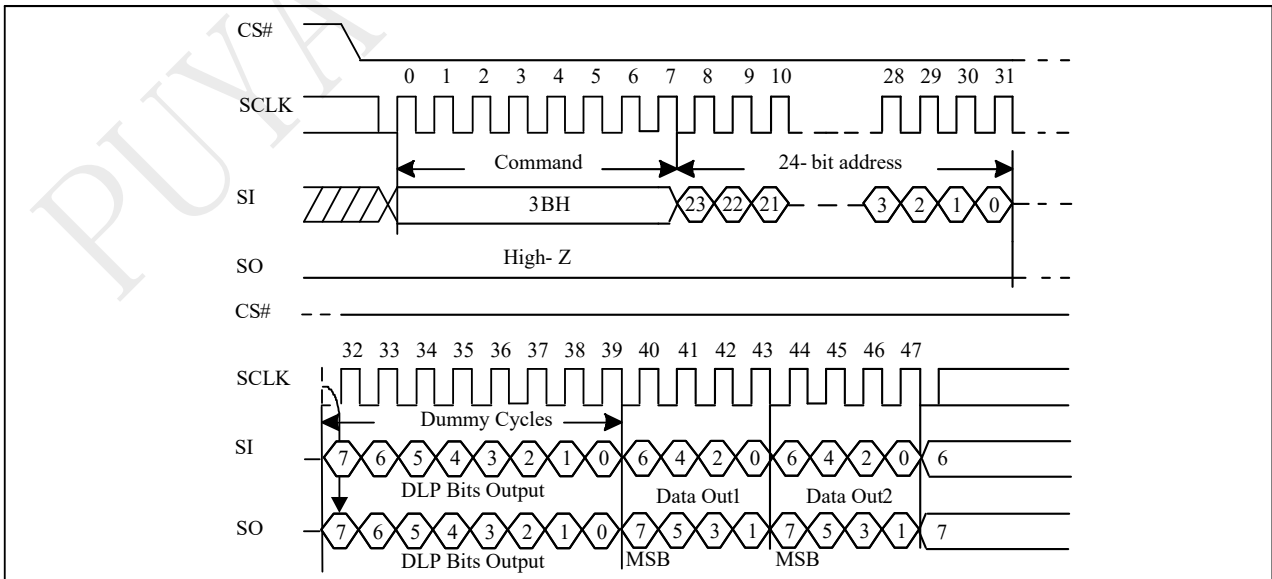 PUYA
CS#
0 1 2 3 4 5 6 7 8 9 10 28 29 30 31
SCLK
Command 24- bit address
SI 3BH 23 22 21 3 2 1 0
High- Z
SO
CS#
32 33 34 35 36 37 38 39 40 41 42 43 44 45 46 47
SCLK
Dummy Cycles
SI 7 6 5 4 3 2 1 0 6 4 2 0 6 4 2 0 6
DLP Bits Output Data Out1 Data Out2
SO 7 6 5 4 3 2 1 0 7 5 3 1 7 5 3 1 7
DLP Bits Output MSB MSB